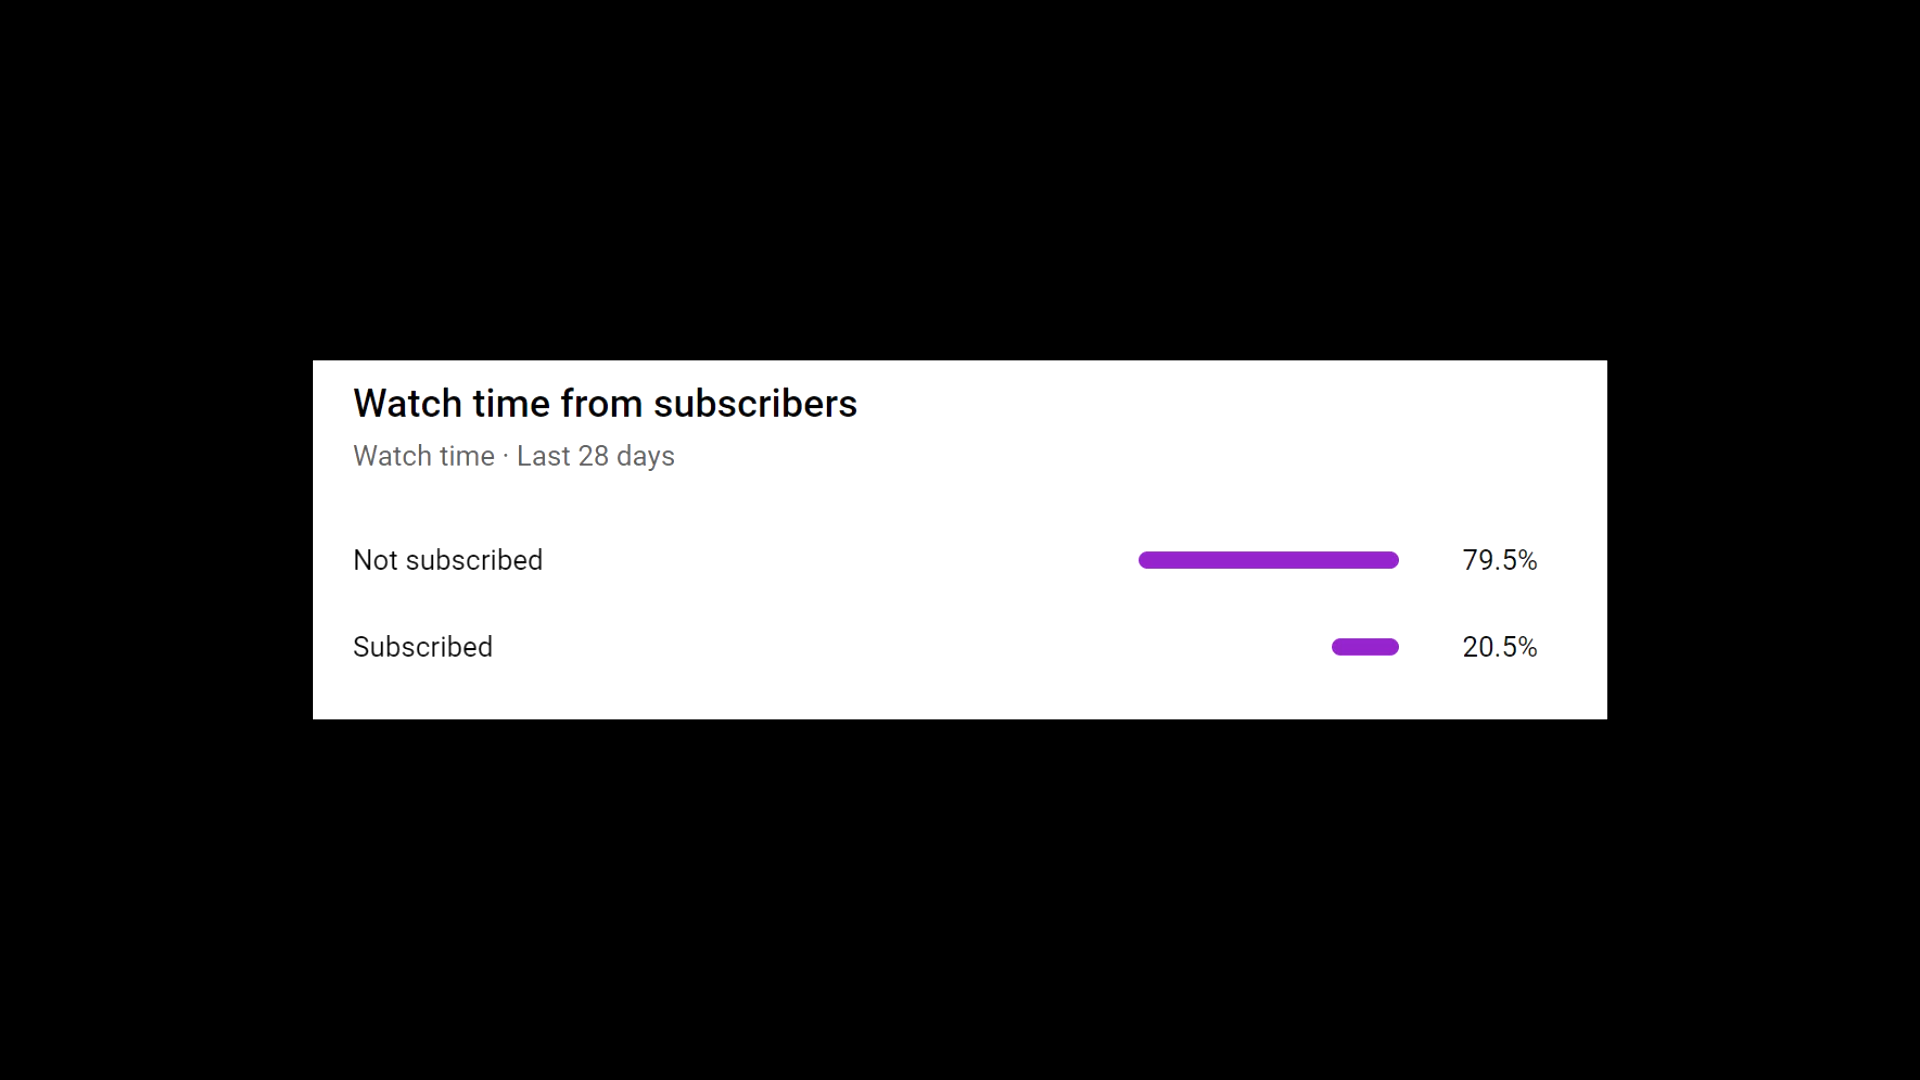 Watch time from subscribers
Watch time · Last 28 days
Not subscribed 79.5%
Subscribed 20.5%